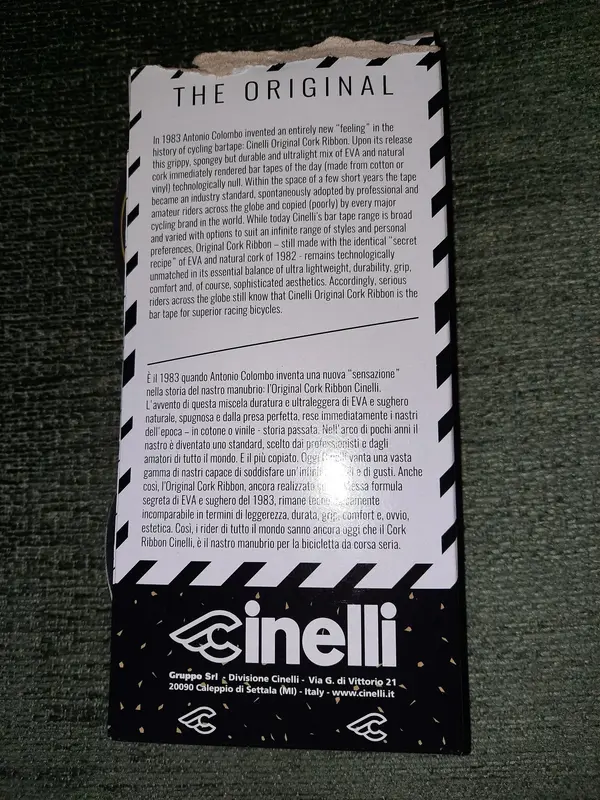 THE ORIGINAL
In 1983 Antonio Colombo invented an entirely new "feeling" in the
history of cycling bartape: Cinelli Original Cork Ribbon. Upon its release
this grippy, spongey but durable and ultralight mix of EVA and natural
cork immediately rendered bar tapes of the day (made from cotton or
vinyl) technologically null. Within the space of a few short years the tape
became an industry standard, spontaneously adopted by professional and
amateur riders across the globe and copied (poorly) by every major
cycling brand in the world. While today Cinelli's bar tape range is broad
and varied with options to suit an infinite range of styles and personal
preferences, Original Cork Ribbon – still made with the identical "secret
recipe" of EVA and natural cork of 1982 - remains technologically
unmatched in its essential balance of ultra lightweight, durability, grip,
comfort and, of course, sophisticated aesthetics. Accordingly, serious
riders across the globe still know that Cinelli Original Cork Ribbon is the
bar tape for superior racing bicycles.
È il 1983 quando Antonio Colombo inventa una nuova "sensazione"
nella storia del nastro manubrio: l'Original Cork Ribbon Cinelli.
L'avvento di questa miscela duratura e ultraleggera di EVA e sughero
naturale, spugnosa e dalla presa perfetta, rese immediatamente i nastri
dell'epoca – in cotone o vinile - storia passata. Nell'arco di pochi anni il
nastro è diventato uno standard, scelto dai professionisti e dagli
amatori di tutto il mondo. E il più copiato. Oggi vanta una vasta
gamma di nastri capace di soddisfare un' e di gusti. Anche
così, l'Original Cork Ribbon, ancora realizzato formula
segreta di EVA e sughero del 1983, rimane
incomparabile in termini di leggerezza, durata, grip, comfort e, ovvio,
estetica. Così, i rider di tutto il mondo sanno ancora oggi che il Cork
Ribbon Cinelli, è il nastro manubrio per la bicicletta da corsa seria.
Cinelli
Gruppo Srl - Divisione Cinelli - Via G. di Vittorio 21
20090 Caleppio di Settala (MI) - Italy - www.cinelli.it